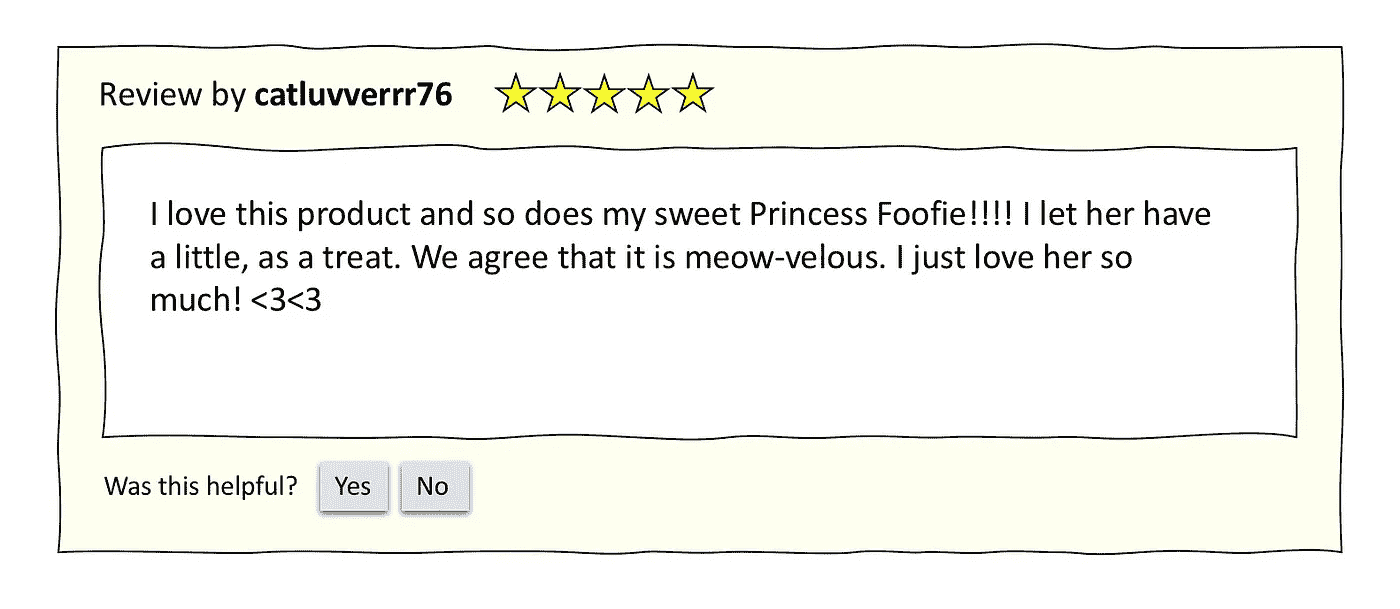 Review by catluvverrr76
I love this product and so does my sweet Princess Foofie!!!! I let her have
a little, as a treat. We agree that it is meow-velous. I just love her so
much! <3<3
Was this helpful? Yes No